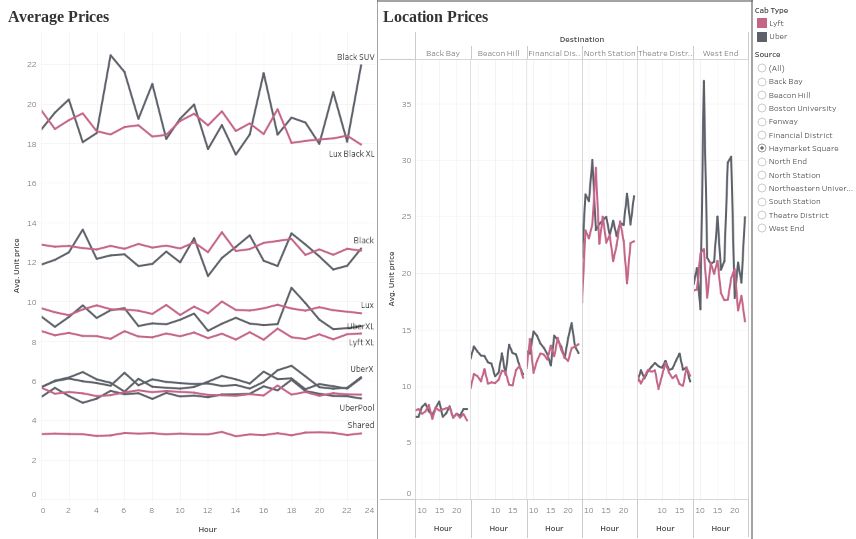 Average Prices
Black SUV
Lux Black XL
Black
Lux
UberXL
Lyft XL
UberX
UberPool
Shared
Avg. Unit price
22
20
18
16
14
12
10
8
6
4
2
0
0 2 4 6 8 10 12 14 16 18 20 22 24
Hour
Location Prices
Destination
Back Bay Beacon Hill Financial Dis.. North Station Theatre Distr.. West End
Avg. Unit price
35
30
25
20
15
10
5
0
10 15 20 10 15 10 15 20 10 15 20 10 15 10 15 20
Hour Hour Hour Hour Hour Hour
Cab Type
Lyft
Uber
Source
(All)
Back Bay
Beacon Hill
Boston University
Fenway
Financial District
Haymarket Square
North End
North Station
Northeastern Univer...
South Station
Theatre District
West End